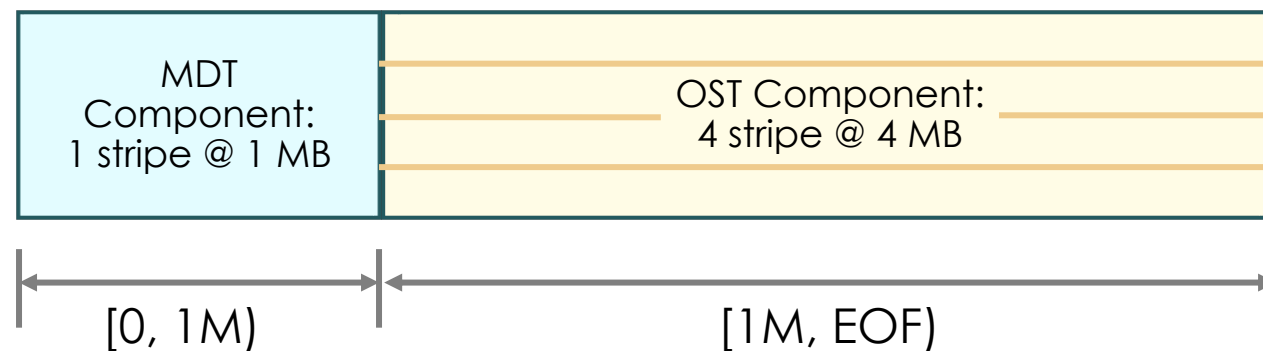 MDT
Component:
1 stripe @ 1 MB
OST Component:
4 stripe @ 4 MB
[0, 1M)
[1M, EOF)